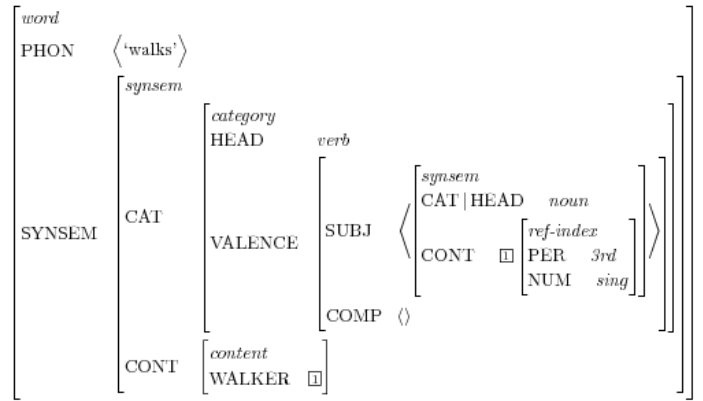 word
PHON ⟨‘walks’⟩
synsem
category
HEAD verb
synsem
CAT | HEAD noun
SYNSEM CAT VALENCE SUBJ ⟨ ⟩
ref-index
CONT 1 PER 3rd
NUM sing
COMP ⟨⟩
content
CONT WALKER 1